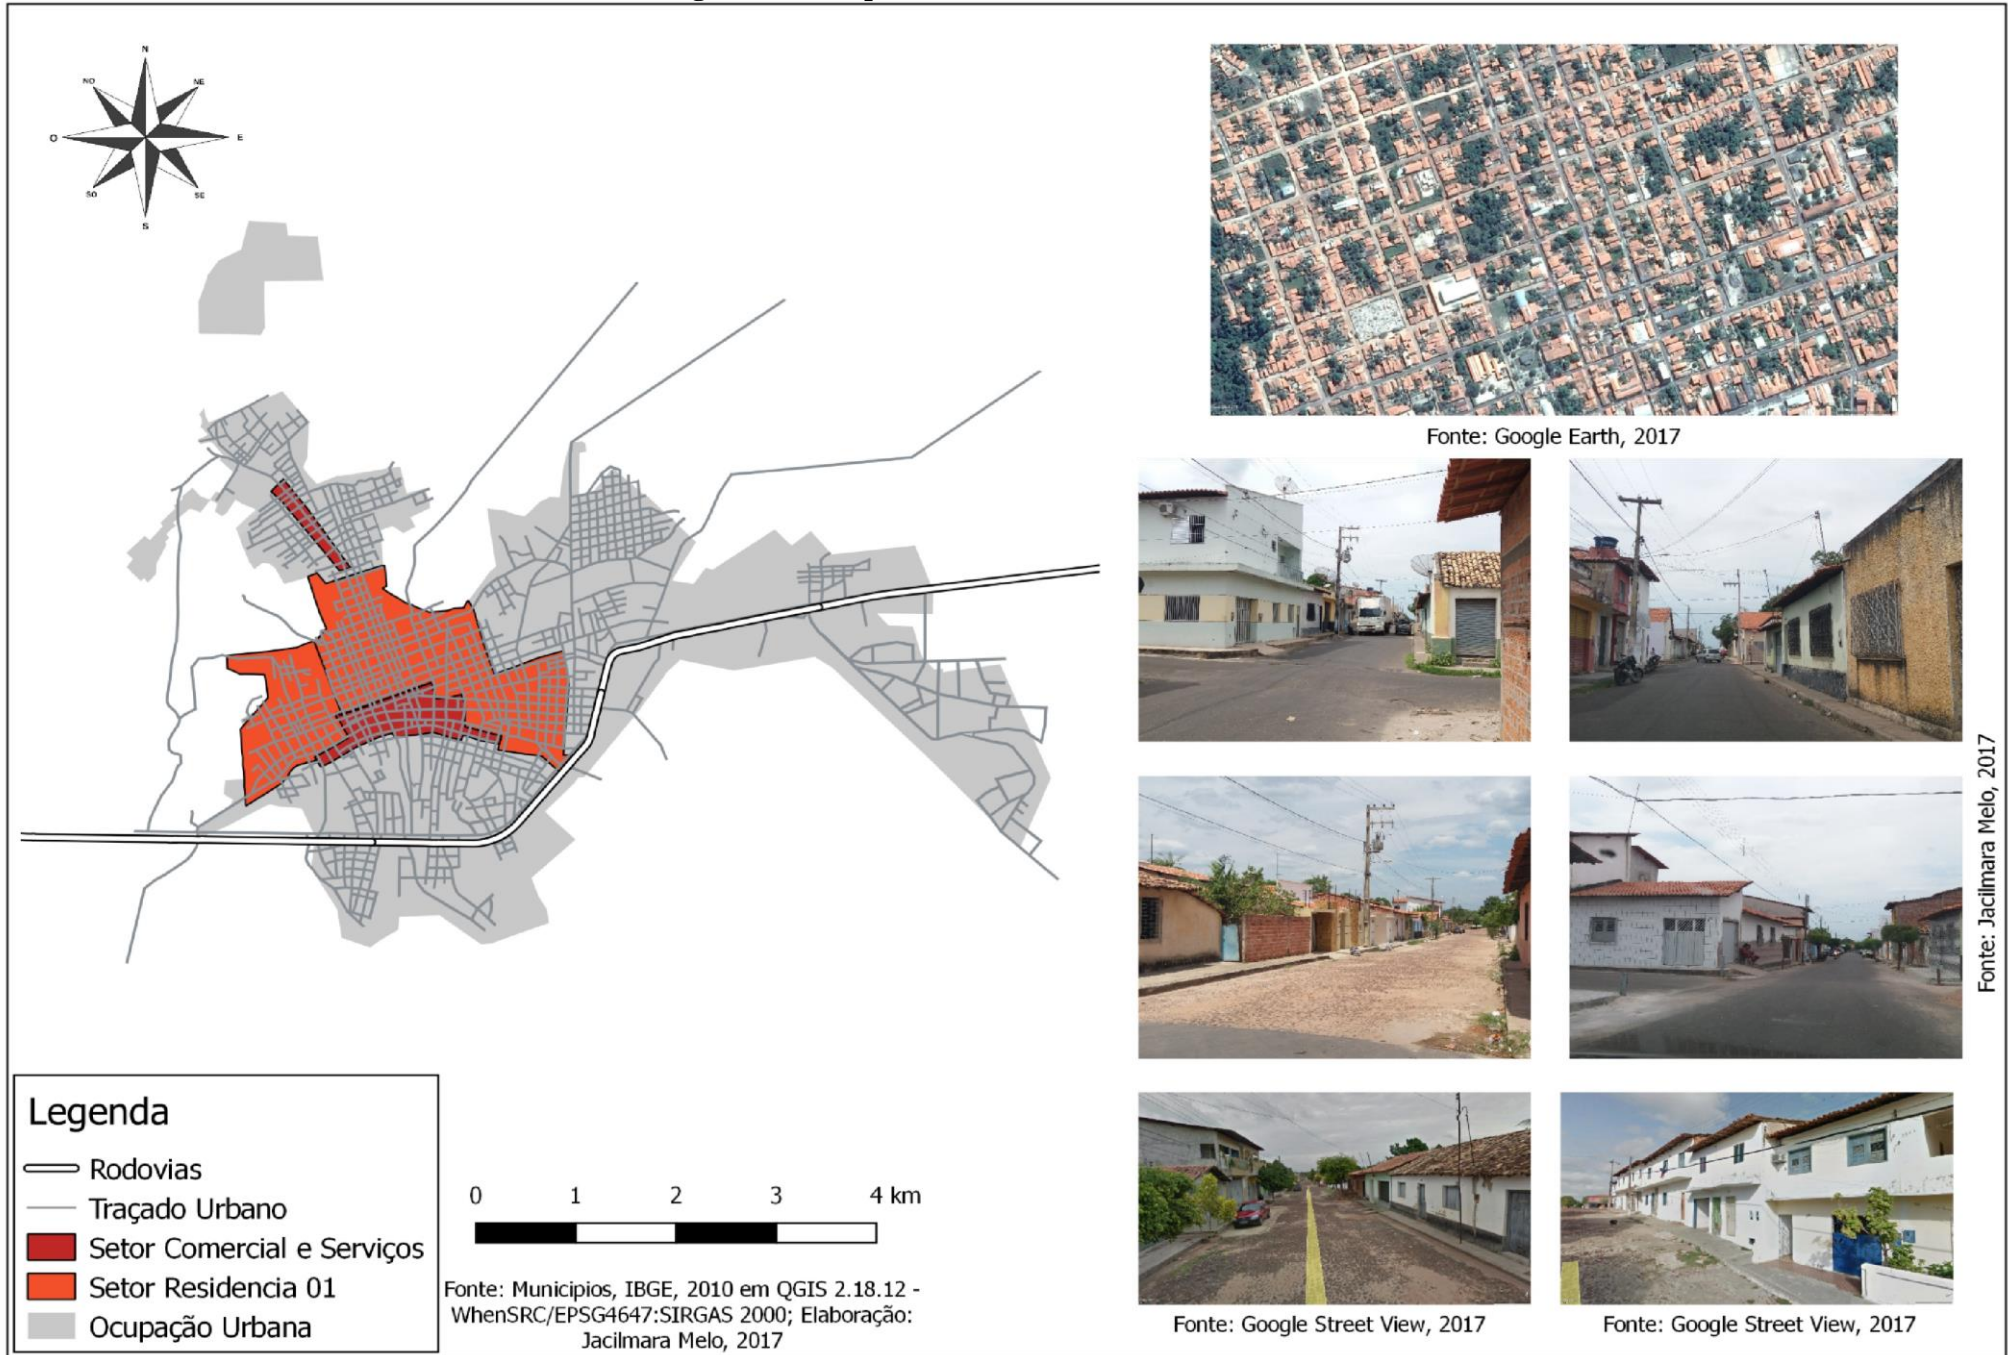 N
NO
NE
O
E
SO
SE
S
Fonte: Google Earth, 2017
Fonte: Jacilmara Melo, 2017
Legenda
Rodovias
Traçado Urbano
Setor Comercial e Serviços
Setor Residencia 01
Ocupação Urbana
0 1 2 3 4 km
Fonte: Municipios, IBGE, 2010 em QGIS 2.18.12 -
WhenSRC/EPSG4647:SIRGAS 2000; Elaboração:
Jacilmara Melo, 2017
Fonte: Google Street View, 2017
Fonte: Google Street View, 2017